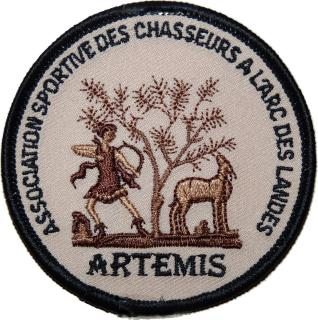 ASSOCIATION SPORTIVE DES CHASSEURS A L'ARC DES LANDES
ARTEMIS